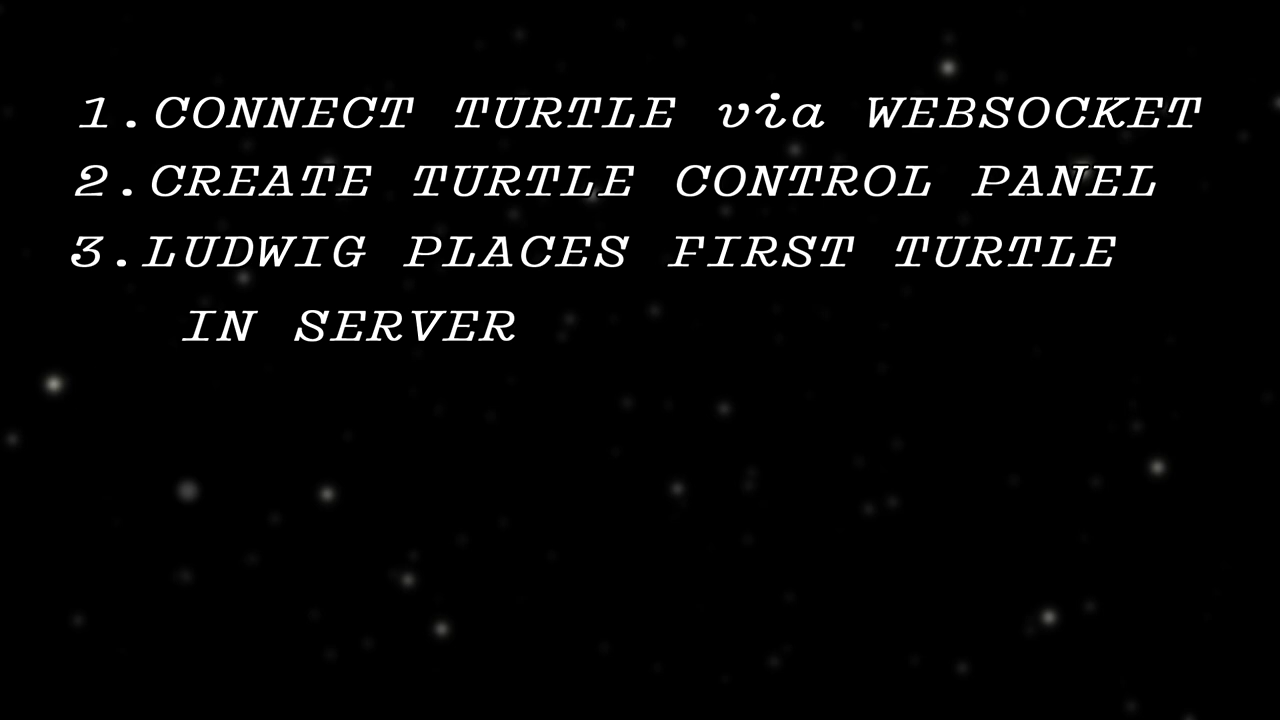 1.CONNECT TURTLE via WEBSOCKET
2.CREATE TURTLE CONTROL PANEL
3.LUDWIG PLACES FIRST TURTLE
IN SERVER